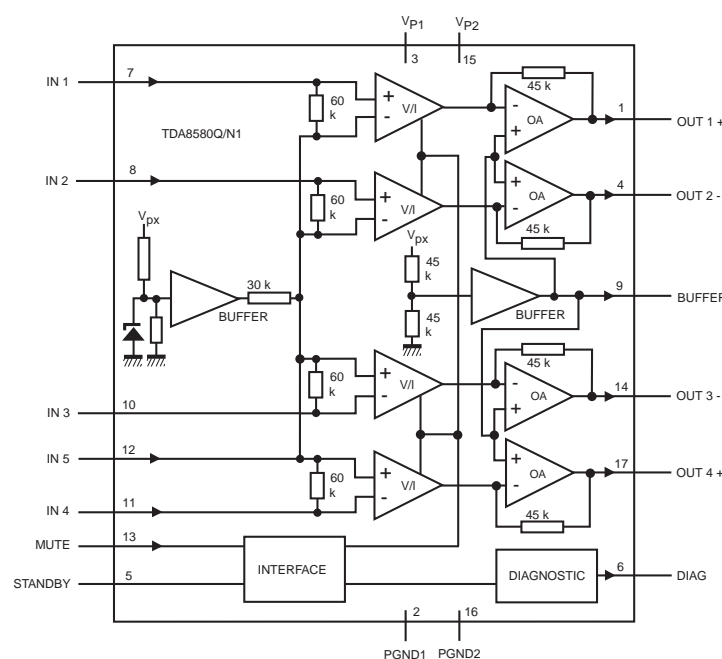 VP1
VP2
3
15
IN 1
7
60
k
+
-
V/I
45 k
-
+
OA
1
OUT 1 +
TDA8580Q/N1
IN 2
8
60
k
+
-
V/I
+
-
OA
45 k
4
OUT 2 -
Vpx
30 k
BUFFER
Vpx
45
k
45
k
BUFFER
9
BUFFER
60
k
+
-
V/I
45 k
-
+
OA
14
OUT 3 -
IN 3
10
IN 5
12
60
k
+
-
V/I
+
-
OA
45 k
17
OUT 4 +
IN 4
11
MUTE
13
INTERFACE
STANDBY
5
DIAGNOSTIC
6
DIAG
2
16
PGND1
PGND2